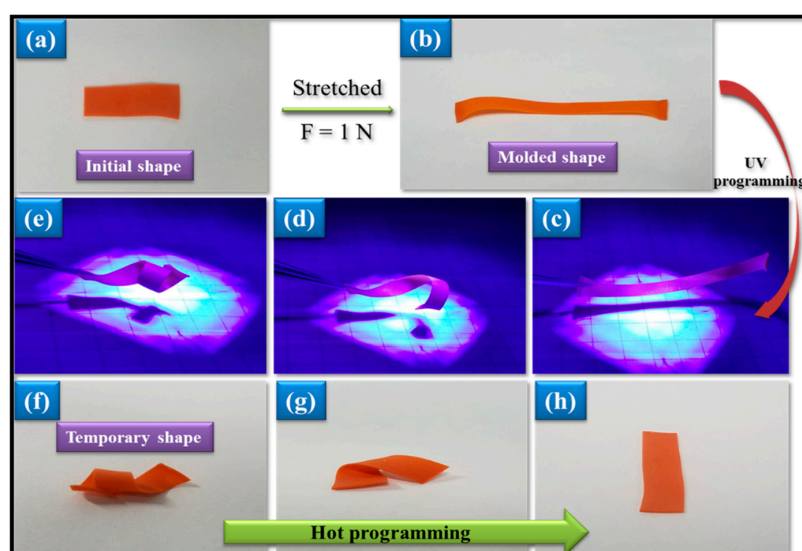 (a)
Initial shape
Stretched
F = 1 N
(b)
Molded shape
UV
programming
(e)
(d)
(c)
(f)
Temporary shape
(g)
(h)
Hot programming